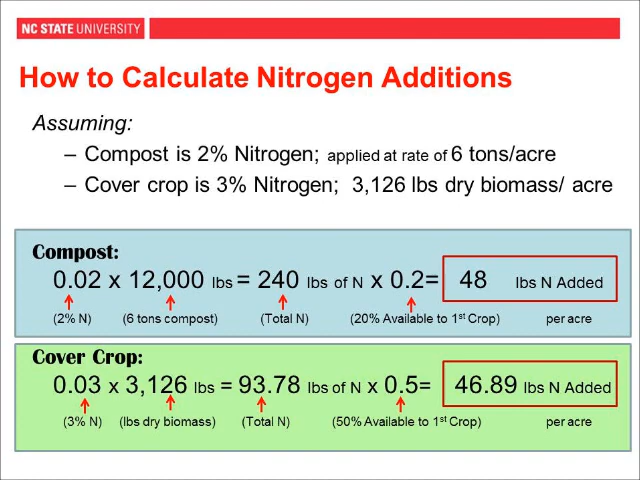 NC STATE UNIVERSITY
How to Calculate Nitrogen Additions
Assuming:
– Compost is 2% Nitrogen; applied at rate of 6 tons/acre
– Cover crop is 3% Nitrogen; 3,126 lbs dry biomass/ acre
Compost:
0.02 x 12,000 lbs = 240 lbs of N x 0.2= 48 lbs N Added
(2% N) (6 tons compost) (Total N) (20% Available to 1st Crop) per acre
Cover Crop:
0.03 x 3,126 lbs = 93.78 lbs of N x 0.5= 46.89 lbs N Added
(3% N) (lbs dry biomass) (Total N) (50% Available to 1st Crop) per acre